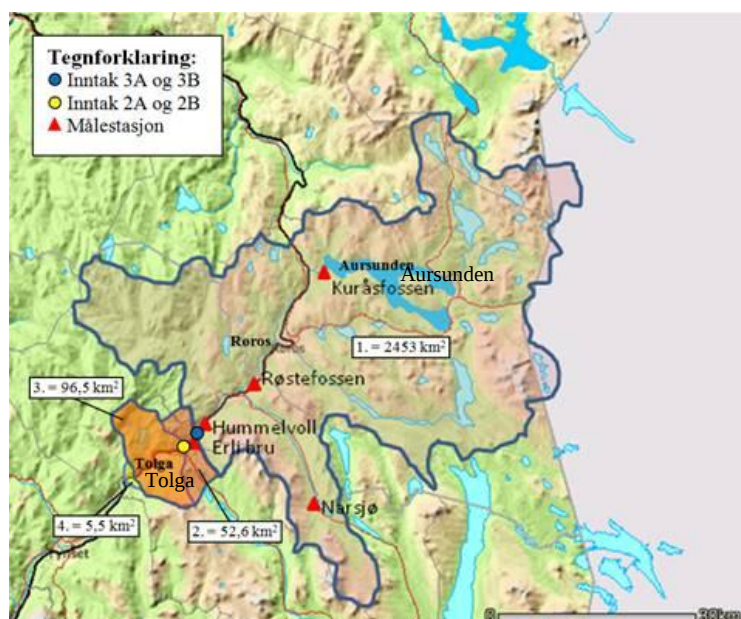 Tegnforklaring:
Inntak 3A og 3B
Inntak 2A og 2B
Målestasjon
Aursunden
Aursunden
Kuråsfossen
Røros
1. = 2453 km²
Røstefossen
3. = 96,5 km²
Hummelvoll
Erli bru
Tolga
Tolga
Narsjø
4. = 5,5 km²
2. = 52,6 km²